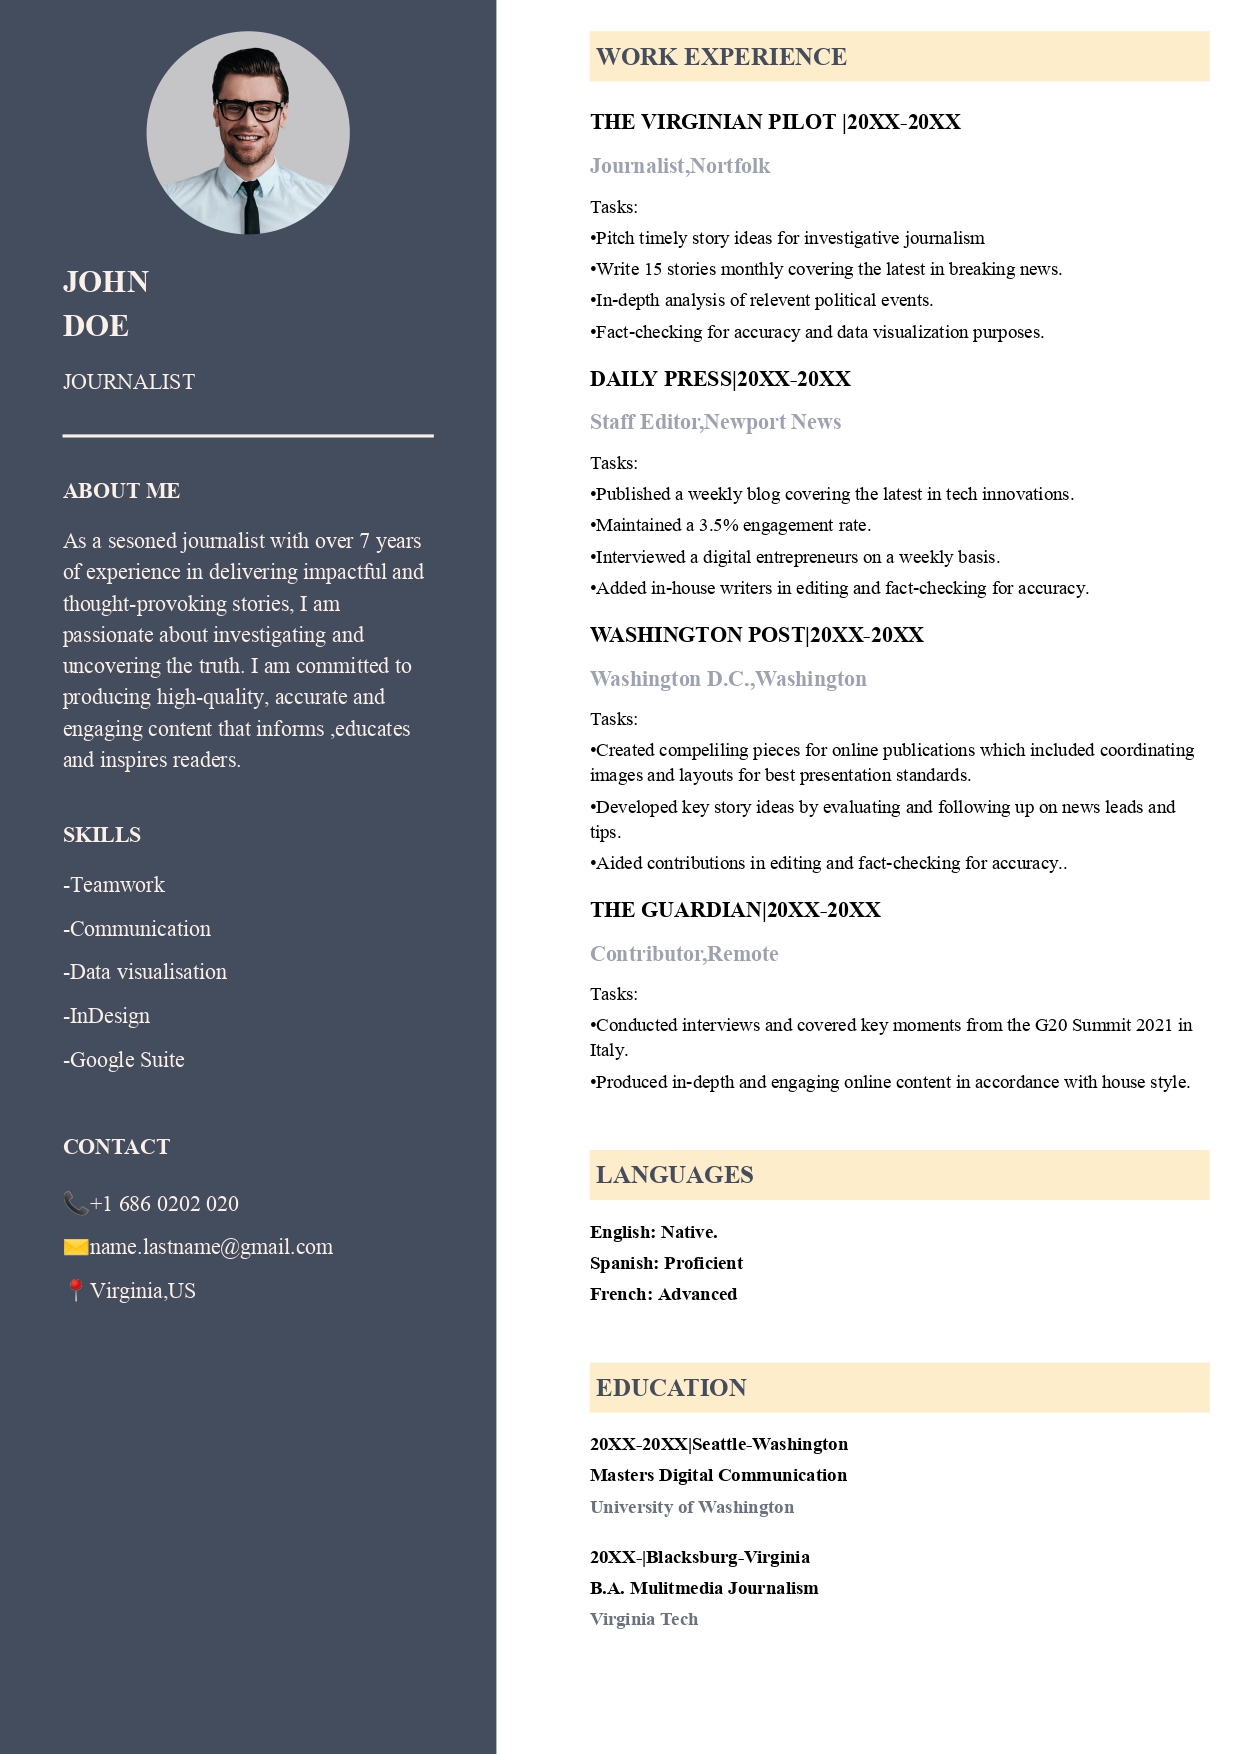 JOHN
DOE
JOURNALIST
ABOUT ME
As a sesoned journalist with over 7 years
of experience in delivering impactful and
thought-provoking stories, I am
passionate about investigating and
uncovering the truth. I am committed to
producing high-quality, accurate and
engaging content that informs ,educates
and inspires readers.
SKILLS
-Teamwork
-Communication
-Data visualisation
-InDesign
-Google Suite
CONTACT
📞+1 686 0202 020
✉️name.lastname@gmail.com
📍Virginia,US
WORK EXPERIENCE
THE VIRGINIAN PILOT |20XX-20XX
Journalist,Nortfolk
Tasks:
•Pitch timely story ideas for investigative journalism
•Write 15 stories monthly covering the latest in breaking news.
•In-depth analysis of relevent political events.
•Fact-checking for accuracy and data visualization purposes.
DAILY PRESS|20XX-20XX
Staff Editor,Newport News
Tasks:
•Published a weekly blog covering the latest in tech innovations.
•Maintained a 3.5% engagement rate.
•Interviewed a digital entrepreneurs on a weekly basis.
•Added in-house writers in editing and fact-checking for accuracy.
WASHINGTON POST|20XX-20XX
Washington D.C.,Washington
Tasks:
•Created compeliling pieces for online publications which included coordinating
images and layouts for best presentation standards.
•Developed key story ideas by evaluating and following up on news leads and
tips.
•Aided contributions in editing and fact-checking for accuracy..
THE GUARDIAN|20XX-20XX
Contributor,Remote
Tasks:
•Conducted interviews and covered key moments from the G20 Summit 2021 in
Italy.
•Produced in-depth and engaging online content in accordance with house style.
LANGUAGES
English: Native.
Spanish: Proficient
French: Advanced
EDUCATION
20XX-20XX|Seattle-Washington
Masters Digital Communication
University of Washington
20XX-|Blacksburg-Virginia
B.A. Mulitmedia Journalism
Virginia Tech